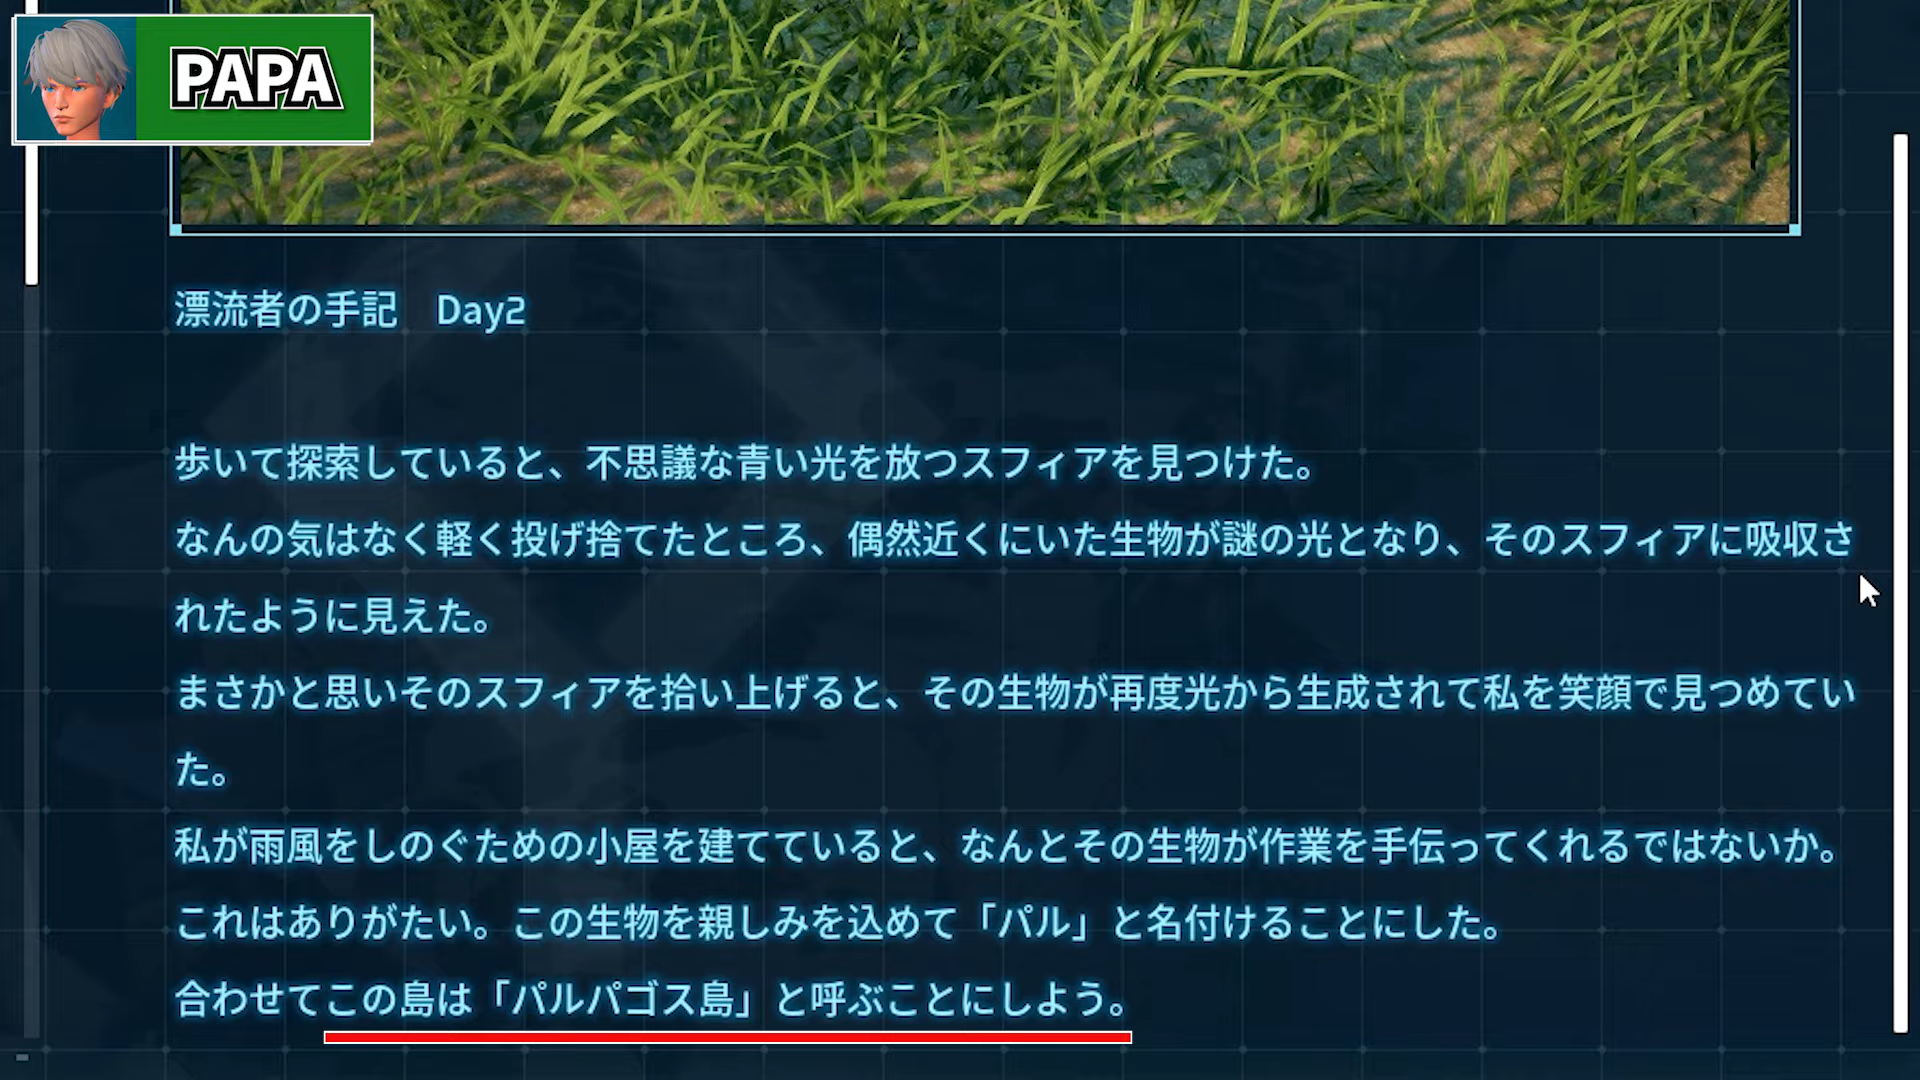 PAPA
漂流者の手記　Day2
歩いて探索していると、不思議な青い光を放つスフィアを見つけた。
なんの気はなく軽く投げ捨てたところ、偶然近くにいた生物が謎の光となり、そのスフィアに吸収さ
れたように見えた。
まさかと思いそのスフィアを拾い上げると、その生物が再度光から生成されて私を笑顔で見つめてい
た。
私が雨風をしのぐための小屋を建てていると、なんとその生物が作業を手伝ってくれるではないか。
これはありがたい。この生物を親しみを込めて「パル」と名付けることにした。
合わせてこの島は「パルパゴス島」と呼ぶことにしよう。